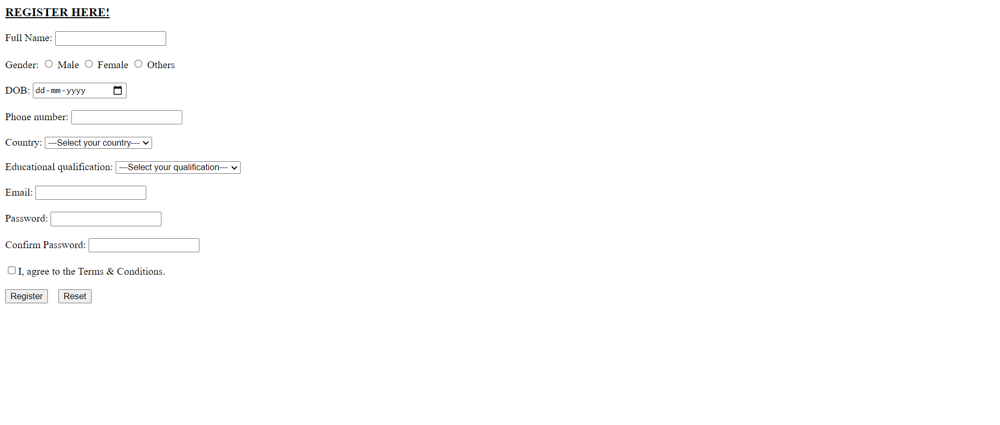 REGISTER HERE!
Full Name:
Gender: Male Female Others
DOB: dd-mm-yyyy
Phone number:
Country: ---Select your country---
Educational qualification: ---Select your qualification---
Email:
Password:
Confirm Password:
I, agree to the Terms & Conditions.
Register Reset